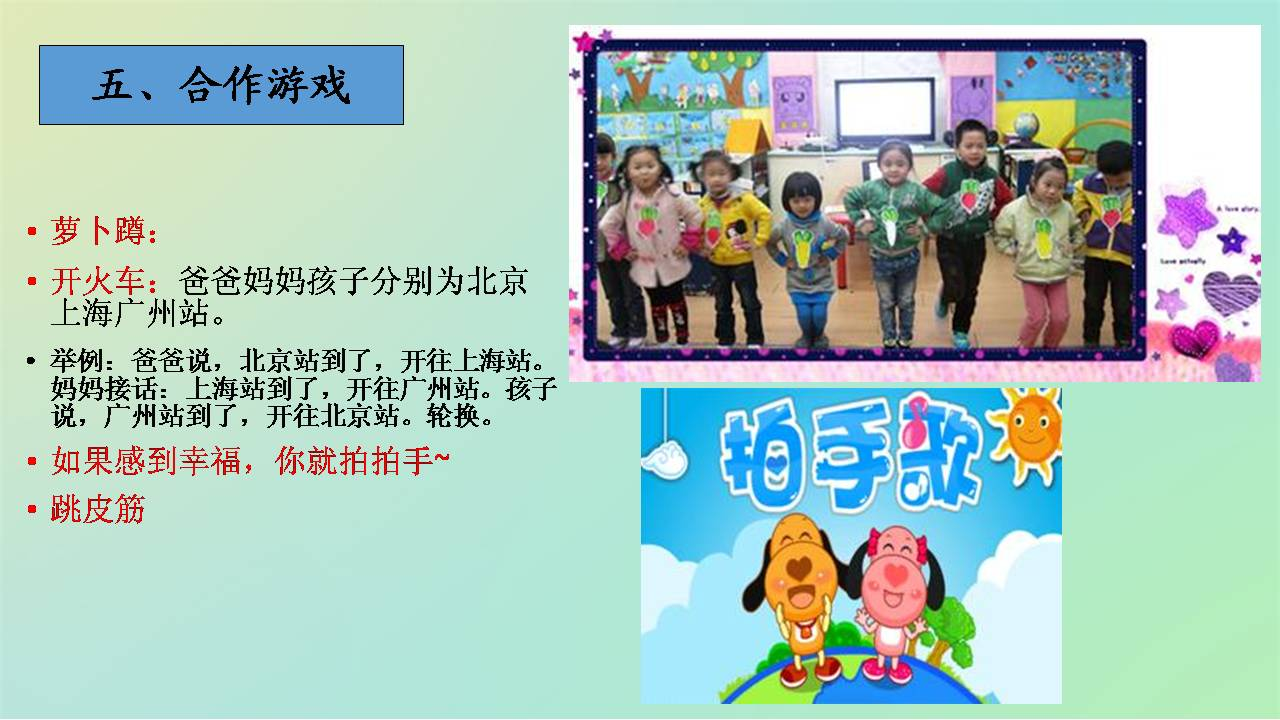 五、合作游戏
萝卜蹲：
开火车：爸爸妈妈孩子分别为北京
上海广州站。
举例：爸爸说，北京站到了，开往上海站。
妈妈接话：上海站到了，开往广州站。孩子
说，广州站到了，开往北京站。轮换。
如果感到幸福，你就拍拍手~
跳皮筋
A love glory.
Love actually
拍手歌